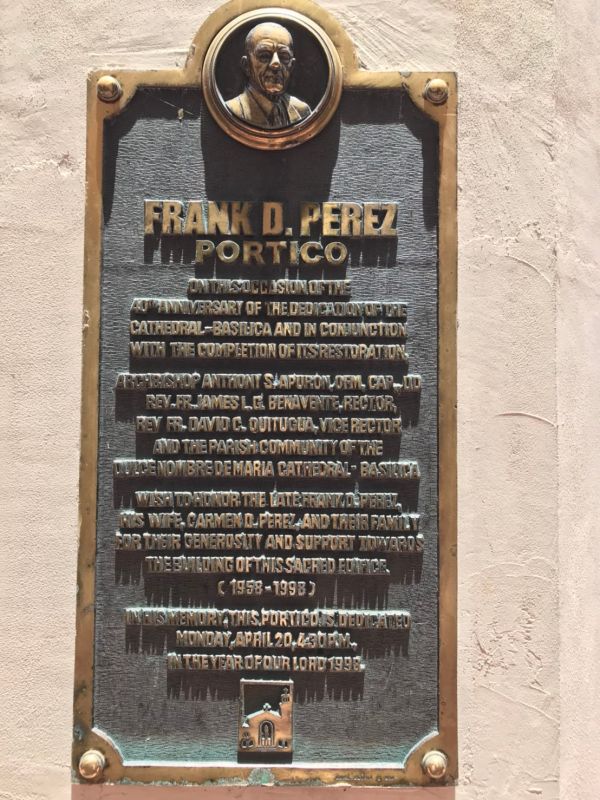 FRANK D. PEREZ
PORTICO
ON THIS OCCASION OF THE
40TH ANNIVERSARY OF THE DEDICATION OF THE
CATHEDRAL-BASILICA AND IN CONJUNCTION
WITH THE COMPLETION OF ITS RESTORATION.
ARCHBISHOP ANTHONY S. APURON, OFM, CAP., DD
REV. FR. JAMES L.G. BENAVENTE, RECTOR,
REV FR. DAVID C. QUITUGUA, VICE RECTOR
AND THE PARISH COMMUNITY OF THE
DULCE NOMBRE DE MARIA CATHEDRAL-BASILICA
WISH TO HONOR THE LATE FRANK D. PEREZ,
HIS WIFE, CARMEN D. PEREZ, AND THEIR FAMILY
FOR THEIR GENEROSITY AND SUPPORT TOWARDS
THE BUILDING OF THIS SACRED EDIFICE.
(1958-1998)
IN HIS MEMORY, THIS PORTICO IS DEDICATED
MONDAY, APRIL 20, 4:30 P.M.,
IN THE YEAR OF OUR LORD 1998.